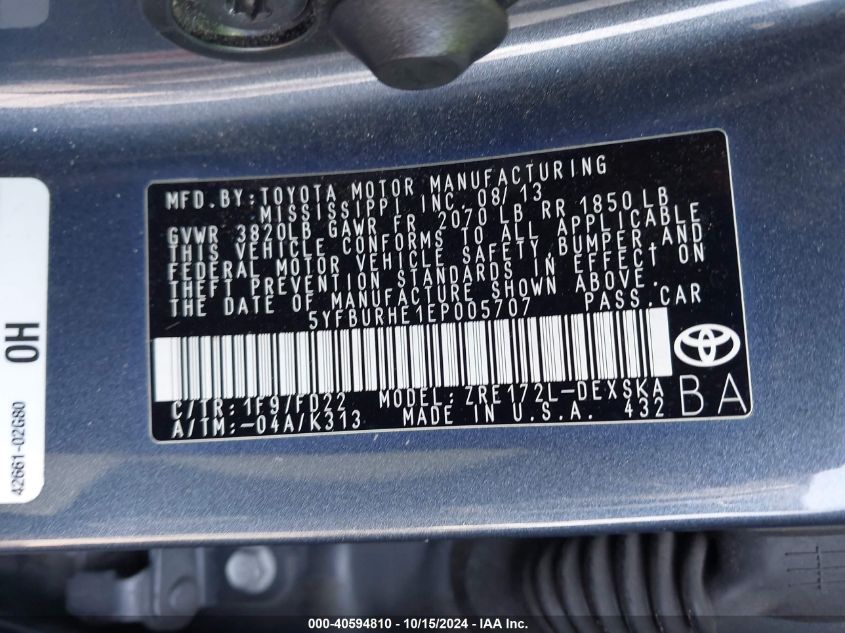 MFD.BY:TOYOTA MOTOR MANUFACTURING
MISSISSIPPI INC.08/13
GVWR 3820LB GAWR FR 2070 LB RR 1850 LB
THIS VEHICLE CONFORMS TO ALL APPLICABLE
FEDERAL MOTOR VEHICLE SAFETY,BUMPER,AND
THEFT PREVENTION STANDARDS IN EFFECT ON
THE DATE OF MANUFACTURE SHOWN ABOVE.
5YFBURHE1EP005707 PASS.CAR
C/TR:1F9/FD22 MODEL:ZRE172L-DEXSKA
A/TM:-04A/K313 MADE IN U.S.A. 432
BA
OH
42661-02G80
000-40594810 - 10/15/2024 - IAA Inc.